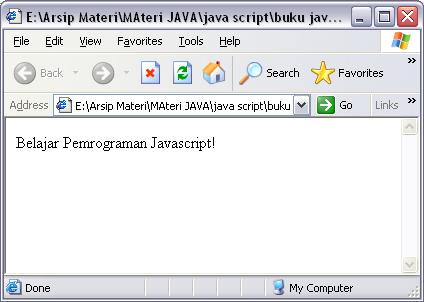 E:\Arsip Materi\MAteri JAVA\java script\buku jav...
File Edit View Favorites Tools Help
Back Search Favorites
Address E:\Arsip Materi\MAteri JAVA\java script\buku Go Links
Belajar Pemrograman Javascript!
Done My Computer